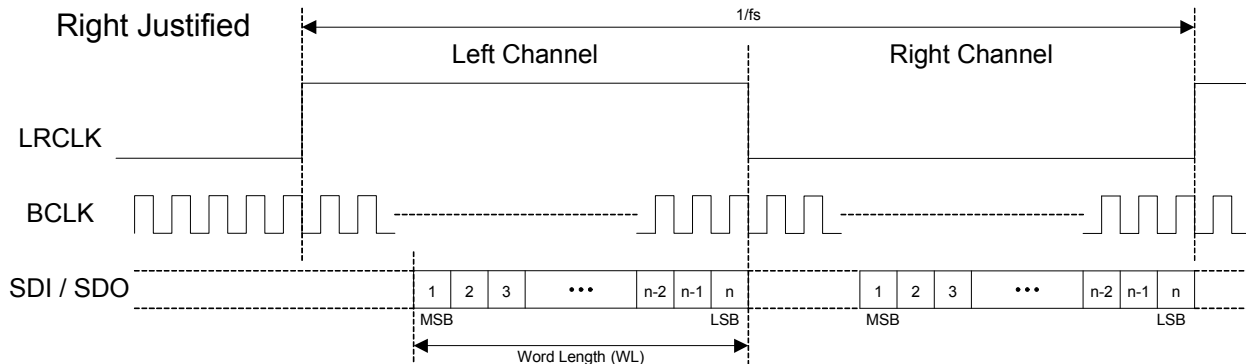 1/fs
Right Justified
Left Channel
Right Channel
LRCLK
BCLK
SDI / SDO
1 2 3 ••• n-2 n-1 n 1 2 3 ••• n-2 n-1 n
MSB LSB MSB LSB
Word Length (WL)